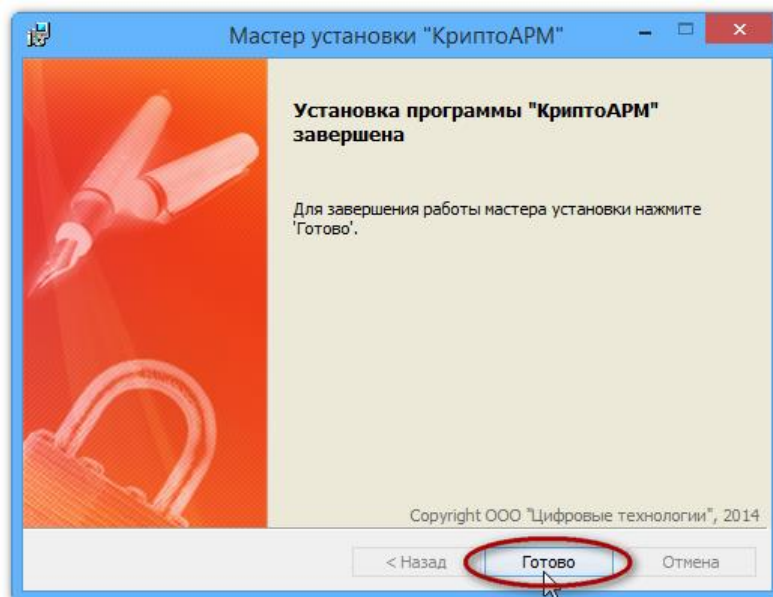 Мастер установки "КриптоАРМ"
Установка программы "КриптоАРМ"
завершена
Для завершения работы мастера установки нажмите
'Готово'.
Copyright ООО "Цифровые технологии", 2014
< Назад Готово Отмена